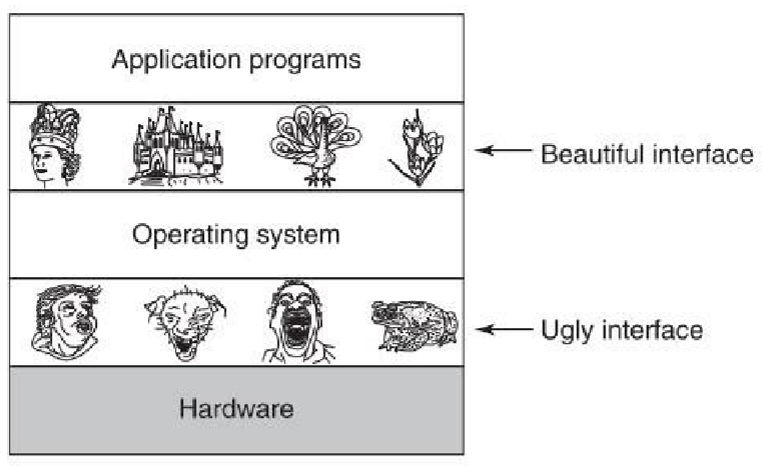 Application programs
Beautiful interface
Operating system
Ugly interface
Hardware